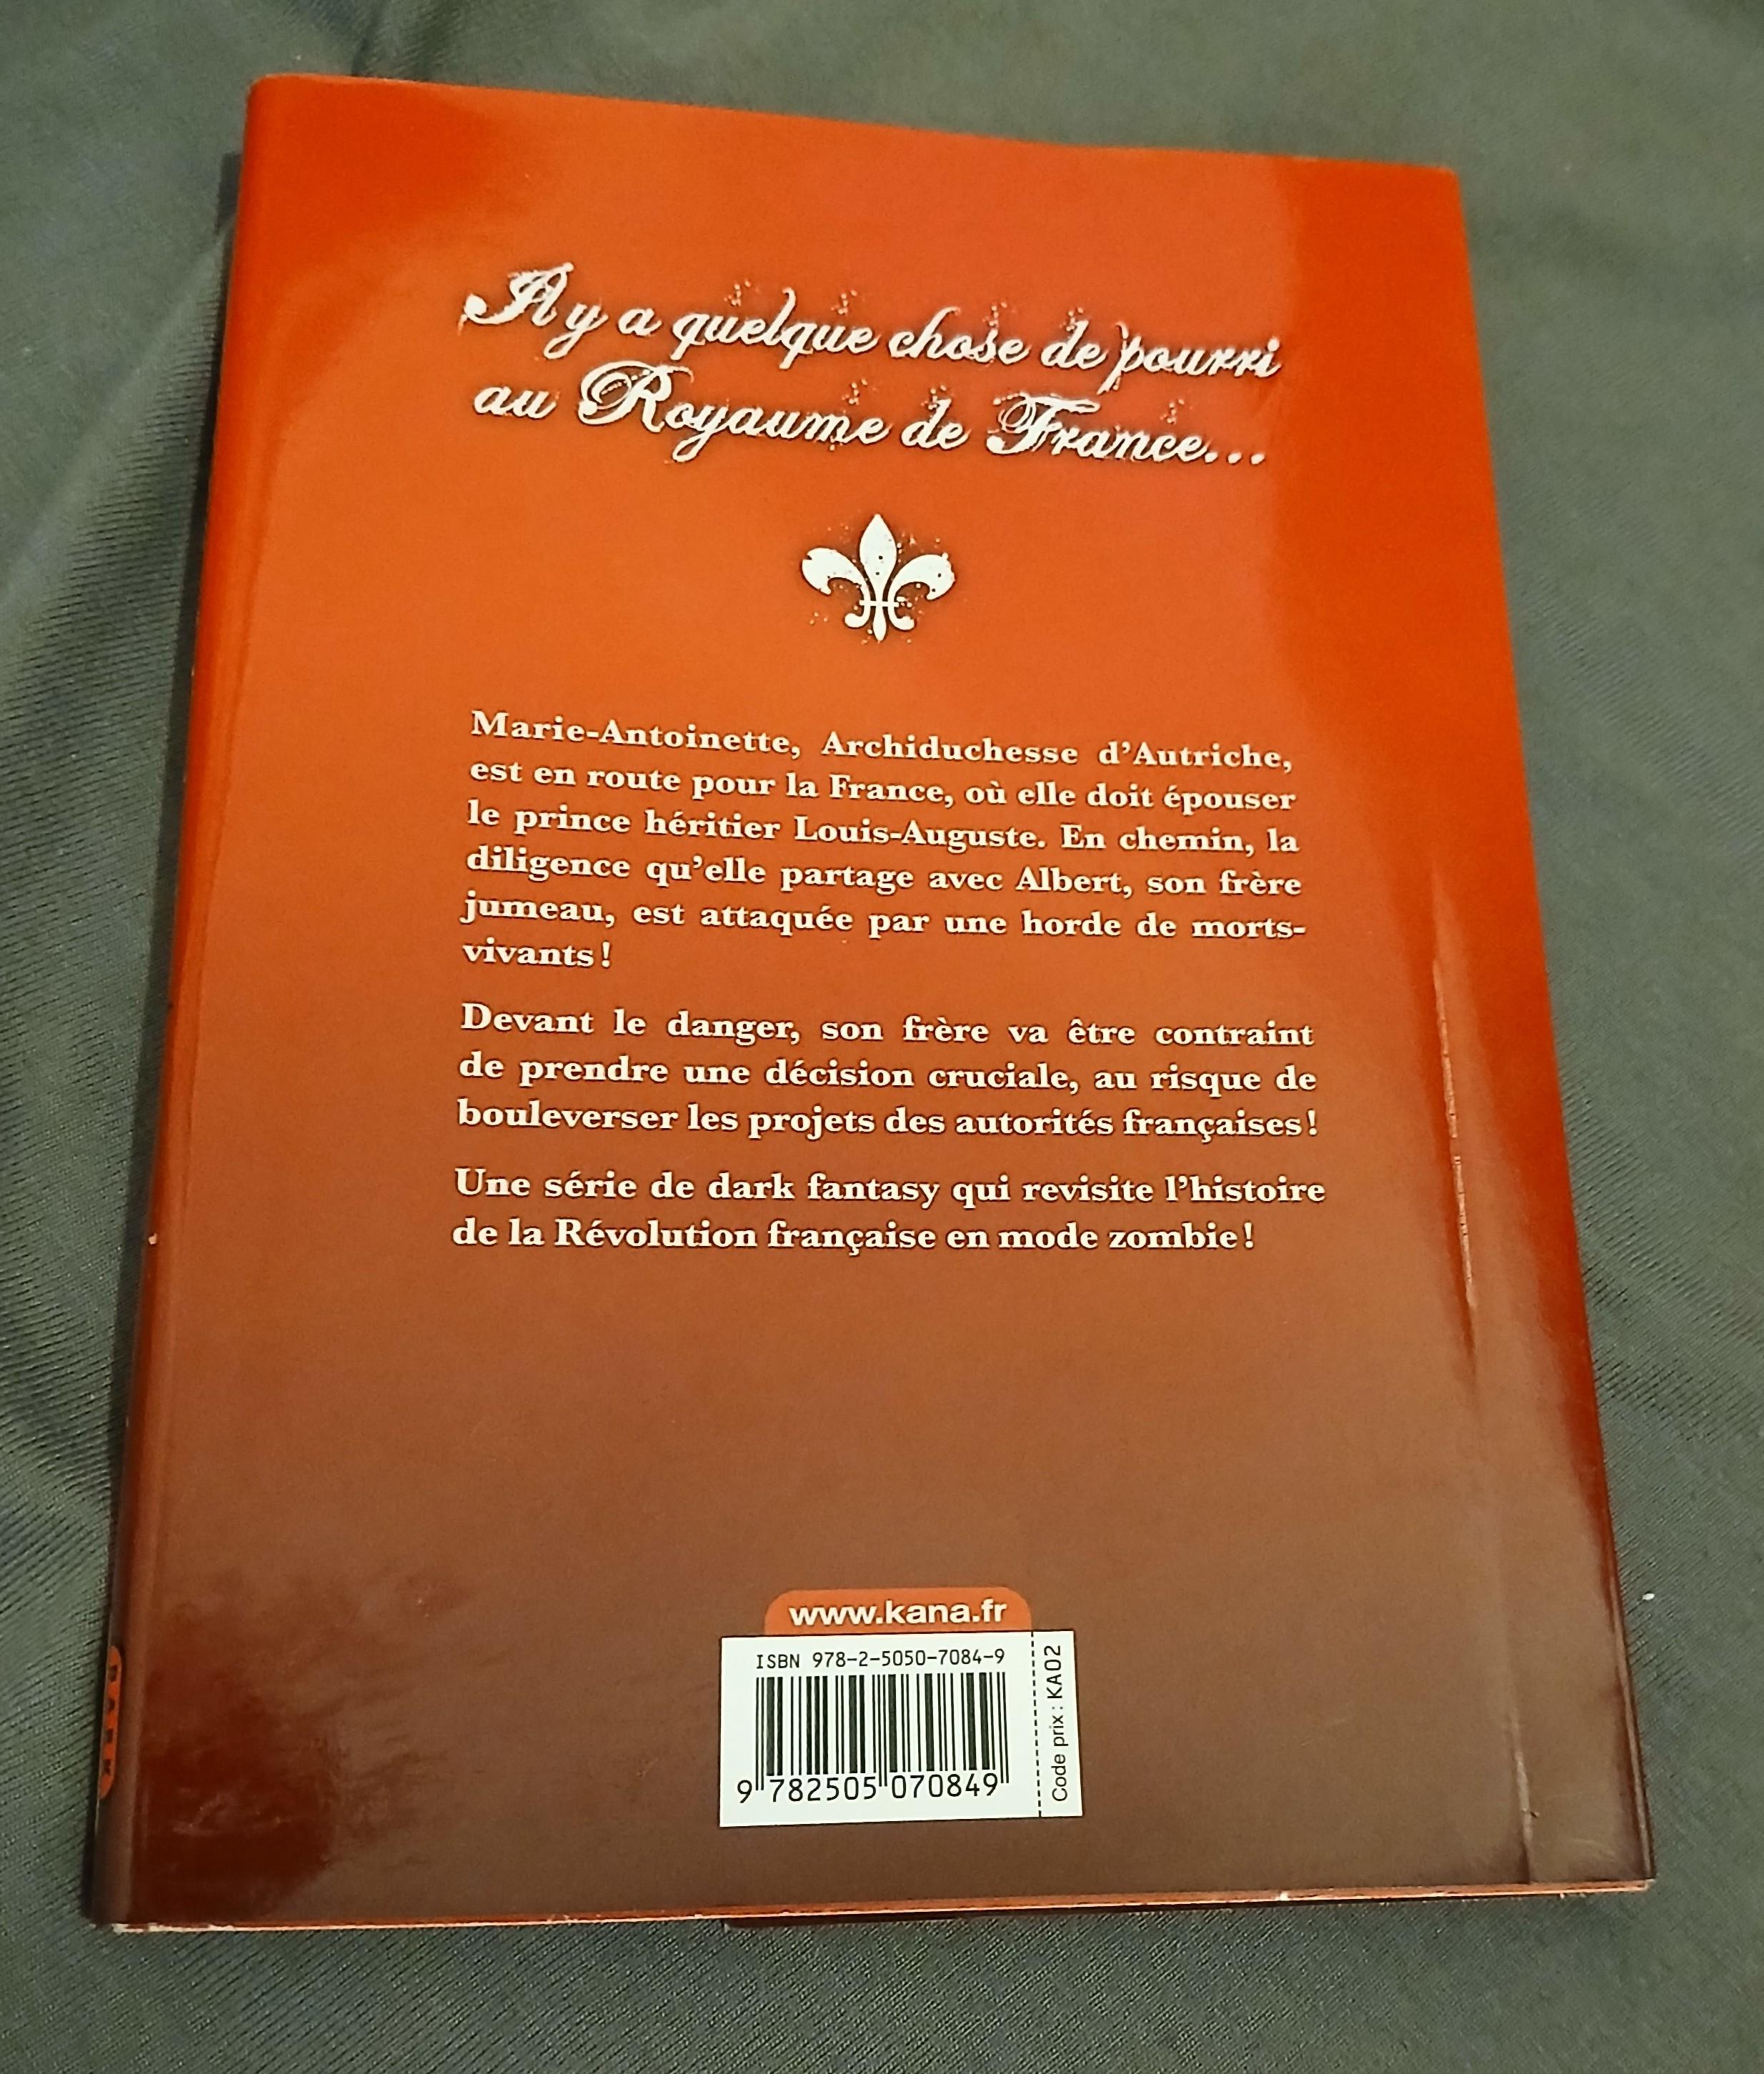 Il y a quelque chose de pourri
au Royaume de France...
Marie-Antoinette, Archiduchesse d'Autriche,
est en route pour la France, où elle doit épouser
le prince héritier Louis-Auguste. En chemin, la
diligence qu'elle partage avec Albert, son frère
jumeau, est attaquée par une horde de morts-
vivants !
Devant le danger, son frère va être contraint
de prendre une décision cruciale, au risque de
bouleverser les projets des autorités françaises !
Une série de dark fantasy qui revisite l'histoire
de la Révolution française en mode zombie !
www.kana.fr
ISBN 978-2-5050-7084-9
9 782505 070849
Code prix : KA02
DARK